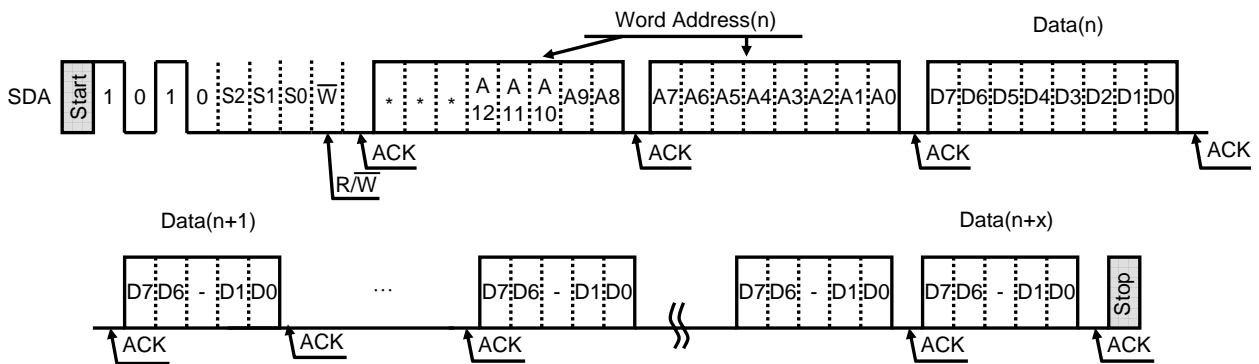 Word Address(n)
Data(n)
SDA Start 1 0 1 0 S2 S1 S0 W̅ * * * A12 A11 A10 A9 A8 A7 A6 A5 A4 A3 A2 A1 A0 D7 D6 D5 D4 D3 D2 D1 D0
ACK ACK ACK ACK
R/W̅
Data(n+1)
Data(n+x)
D7 D6 - D1 D0 ... D7 D6 - D1 D0 D7 D6 - D1 D0 D7 D6 - D1 D0 Stop
ACK ACK ACK ACK ACK